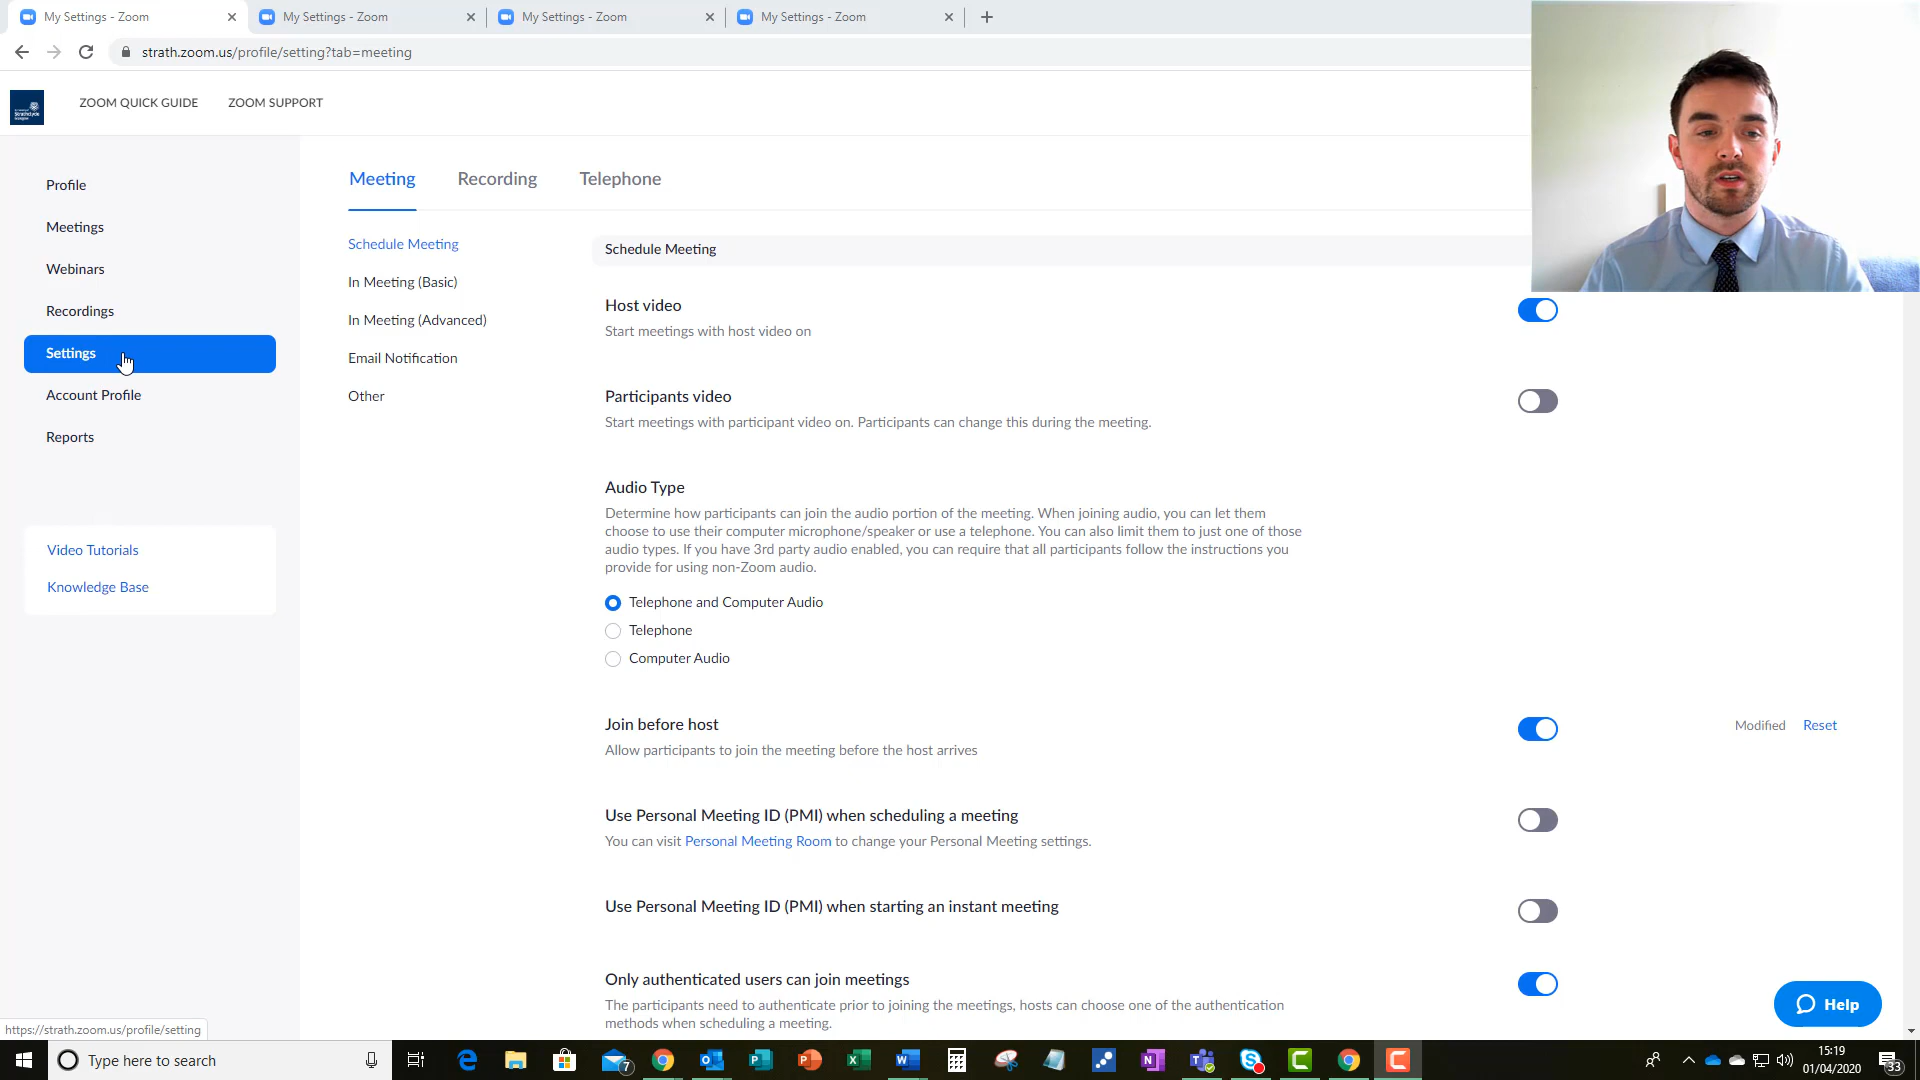 My Settings - Zoom
My Settings - Zoom
My Settings - Zoom
My Settings - Zoom
strath.zoom.us/profile/setting?tab=meeting
ZOOM QUICK GUIDE
ZOOM SUPPORT
Profile
Meetings
Webinars
Recordings
Settings
Account Profile
Reports
Video Tutorials
Knowledge Base
Meeting
Recording
Telephone
Schedule Meeting
In Meeting (Basic)
In Meeting (Advanced)
Email Notification
Other
Schedule Meeting
Host video
Start meetings with host video on
Participants video
Start meetings with participant video on. Participants can change this during the meeting.
Audio Type
Determine how participants can join the audio portion of the meeting. When joining audio, you can let them
choose to use their computer microphone/speaker or use a telephone. You can also limit them to just one of those
audio types. If you have 3rd party audio enabled, you can require that all participants follow the instructions you
provide for using non-Zoom audio.
Telephone and Computer Audio
Telephone
Computer Audio
Join before host
Modified Reset
Allow participants to join the meeting before the host arrives
Use Personal Meeting ID (PMI) when scheduling a meeting
You can visit Personal Meeting Room to change your Personal Meeting settings.
Use Personal Meeting ID (PMI) when starting an instant meeting
Only authenticated users can join meetings
The participants need to authenticate prior to joining the meetings, hosts can choose one of the authentication
methods when scheduling a meeting.
Help
https://strath.zoom.us/profile/setting
Type here to search
7
15:19
01/04/2020
33